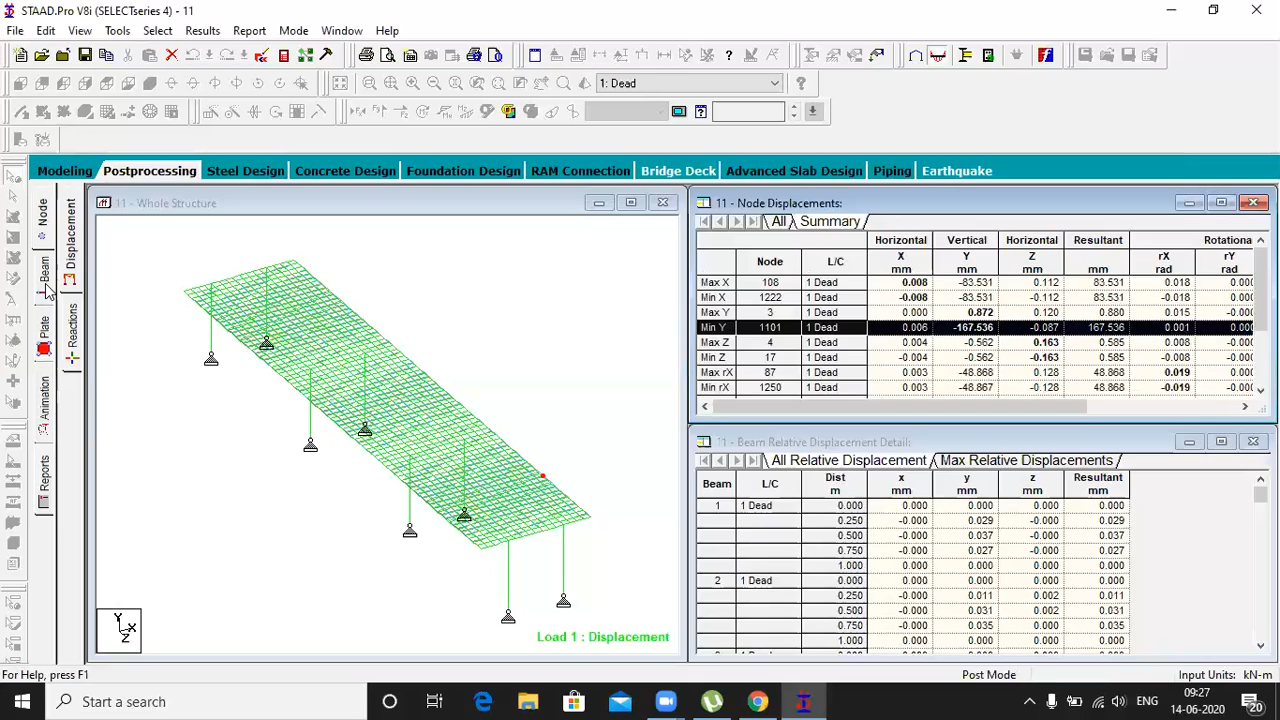 STAAD.Pro V8i (SELECTseries 4) - 11
File Edit View Tools Select Results Report Mode Window Help
1: Dead
Modeling Postprocessing Steel Design Concrete Design Foundation Design RAM Connection Bridge Deck Advanced Slab Design Piping Earthquake
Node
Beam
Plate
Animation
Reports
Displacement
Reactions
11 - Whole Structure
Load 1 : Displacement
Y
X
Z
11 - Node Displacements:
All Summary
Horizontal Vertical Horizontal Resultant Rotationa
Node L/C X mm Y mm Z mm mm rX rad rY rad
Max X 108 1 Dead 0.008 -83.531 0.112 83.531 0.018 0.000
Min X 1222 1 Dead -0.008 -83.531 -0.112 83.531 -0.018 0.000
Max Y 3 1 Dead 0.000 0.872 0.120 0.880 0.015 0.000
Min Y 1101 1 Dead 0.006 -167.536 -0.087 167.536 0.001 0.000
Max Z 4 1 Dead 0.004 -0.562 0.163 0.585 0.008 0.000
Min Z 17 1 Dead 0.004 -0.562 -0.163 0.585 -0.008 0.000
Max rX 87 1 Dead 0.003 -48.868 0.128 48.868 0.019 0.000
Min rX 1250 1 Dead 0.003 -48.867 -0.128 48.868 -0.019 0.000
11 - Beam Relative Displacement Detail:
All Relative Displacement Max Relative Displacements
Beam L/C Dist m x mm y mm z mm Resultant mm
1 1 Dead 0.000 0.000 0.000 0.000 0.000
0.250 -0.000 0.029 -0.000 0.029
0.500 -0.000 0.037 -0.000 0.037
0.750 -0.000 0.027 -0.000 0.027
1.000 0.000 0.000 0.000 0.000
2 1 Dead 0.000 0.000 0.000 0.000 0.000
0.250 -0.000 0.011 0.002 0.011
0.500 -0.000 0.031 0.002 0.031
0.750 -0.000 0.035 0.000 0.035
1.000 0.000 0.000 0.000 0.000
For Help, press F1
Post Mode Input Units: kN-m
Start a search
ENG
09:27
14-06-2020
20